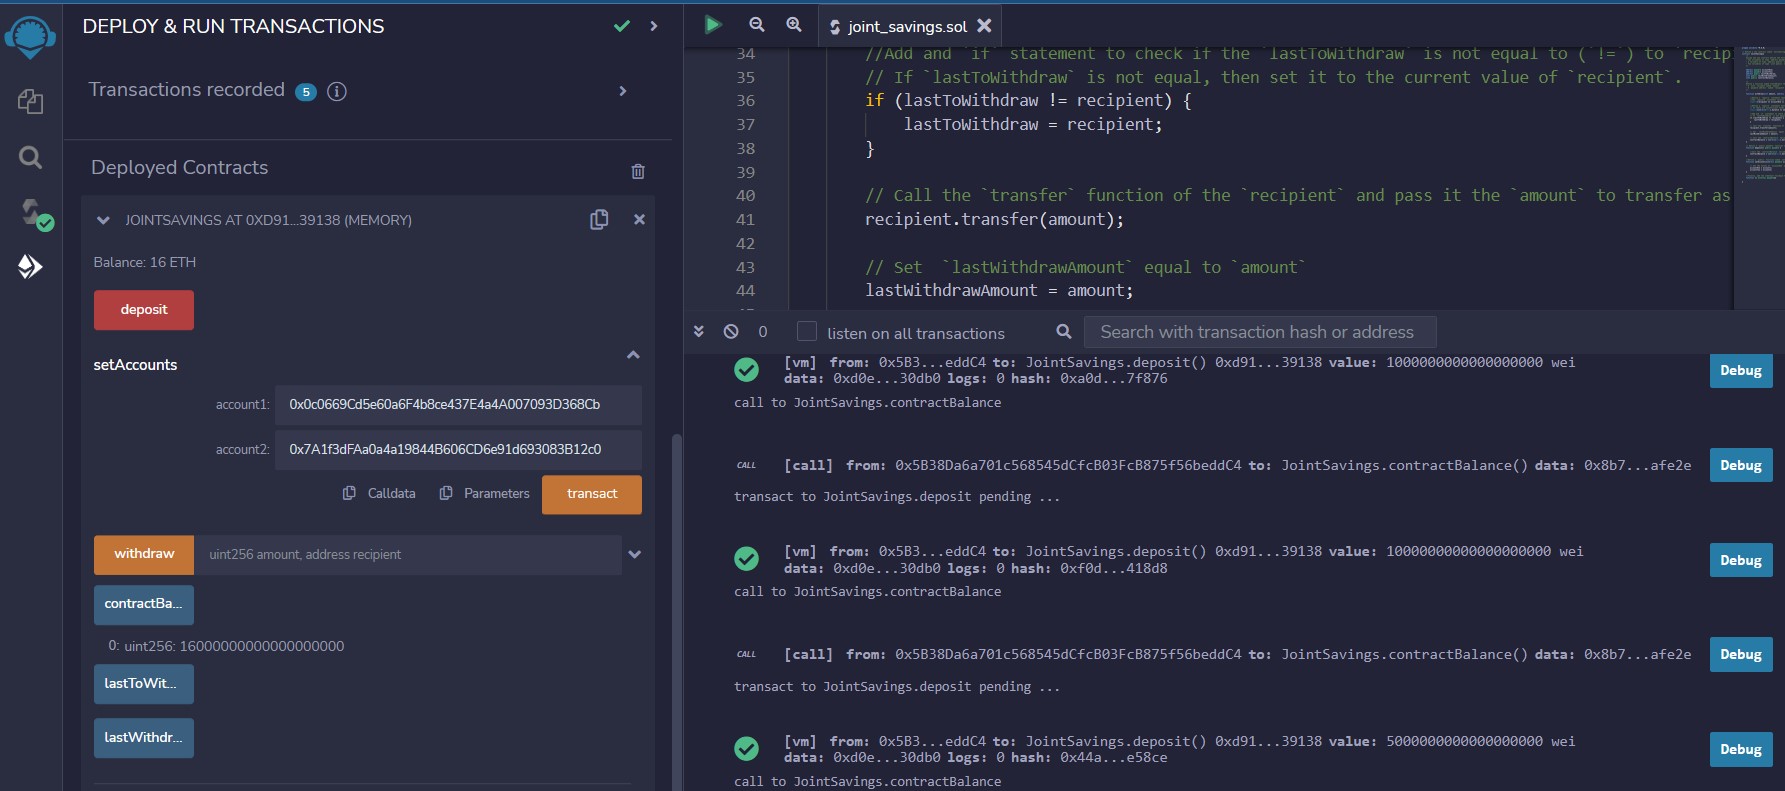 DEPLOY & RUN TRANSACTIONS
Transactions recorded 5 i
Deployed Contracts
JOINTSAVINGS AT 0XD91...39138 (MEMORY)
Balance: 16 ETH
deposit
setAccounts
account1: 0x0c0669Cd5e60a6F4b8ce437E4a4A007093D368Cb
account2: 0x7A1f3dFAa0a4a19844B606CD6e91d693083B12c0
Calldata Parameters transact
withdraw uint256 amount, address recipient
contractBa...
0: uint256: 16000000000000000000
lastToWit...
lastWithdr...
joint_savings.sol
34 //Add and `if` statement to check if the `lastToWithdraw` is not equal to (`!=`) to `recip
35 // If `lastToWithdraw` is not equal, then set it to the current value of `recipient`.
36 if (lastToWithdraw != recipient) {
37 lastToWithdraw = recipient;
38 }
39
40 // Call the `transfer` function of the `recipient` and pass it the `amount` to transfer as
41 recipient.transfer(amount);
42
43 // Set  `lastWithdrawAmount` equal to `amount`
44 lastWithdrawAmount = amount;
0 listen on all transactions Search with transaction hash or address
[vm] from: 0x5B3...eddC4 to: JointSavings.deposit() 0xd91...39138 value: 1000000000000000000 wei
data: 0xd0e...30db0 logs: 0 hash: 0xa0d...7f876
Debug
call to JointSavings.contractBalance
CALL [call] from: 0x5B38Da6a701c568545dCfcB03FcB875f56beddC4 to: JointSavings.contractBalance() data: 0x8b7...afe2e Debug
transact to JointSavings.deposit pending ...
[vm] from: 0x5B3...eddC4 to: JointSavings.deposit() 0xd91...39138 value: 10000000000000000000 wei
data: 0xd0e...30db0 logs: 0 hash: 0xf0d...418d8
Debug
call to JointSavings.contractBalance
CALL [call] from: 0x5B38Da6a701c568545dCfcB03FcB875f56beddC4 to: JointSavings.contractBalance() data: 0x8b7...afe2e Debug
transact to JointSavings.deposit pending ...
[vm] from: 0x5B3...eddC4 to: JointSavings.deposit() 0xd91...39138 value: 5000000000000000000 wei
data: 0xd0e...30db0 logs: 0 hash: 0x44a...e58ce
Debug
call to JointSavings.contractBalance